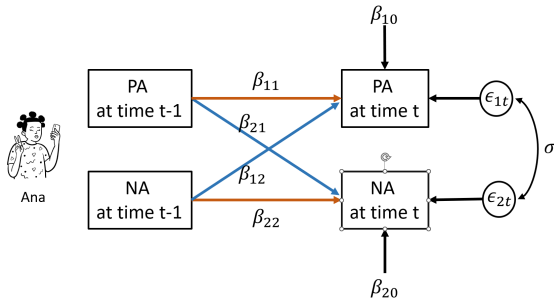 β₁₀
PA
at time t-1
β₁₁
PA
at time t
ϵ₁ₜ
β₂₁
σ
β₁₂
NA
at time t-1
β₂₂
NA
at time t
ϵ₂ₜ
Ana
β₂₀